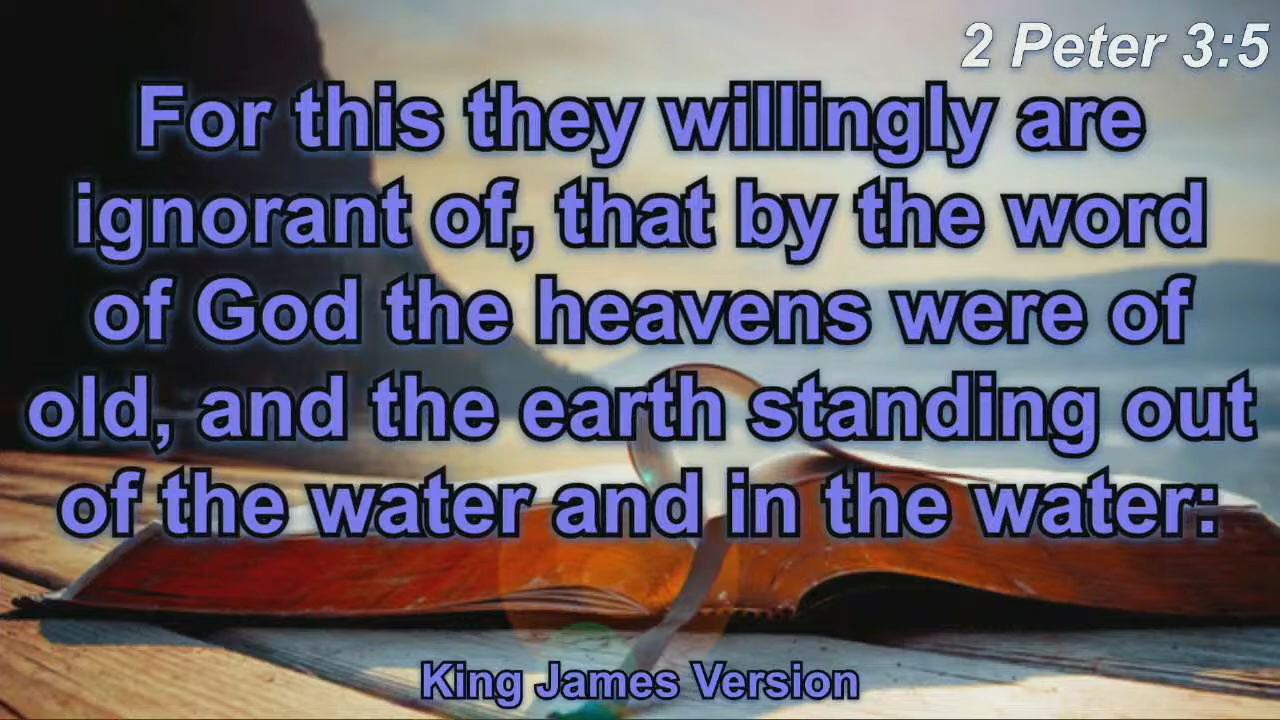 2 Peter 3:5
For this they willingly are
ignorant of, that by the word
of God the heavens were of
old, and the earth standing out
of the water and in the water:
King James Version